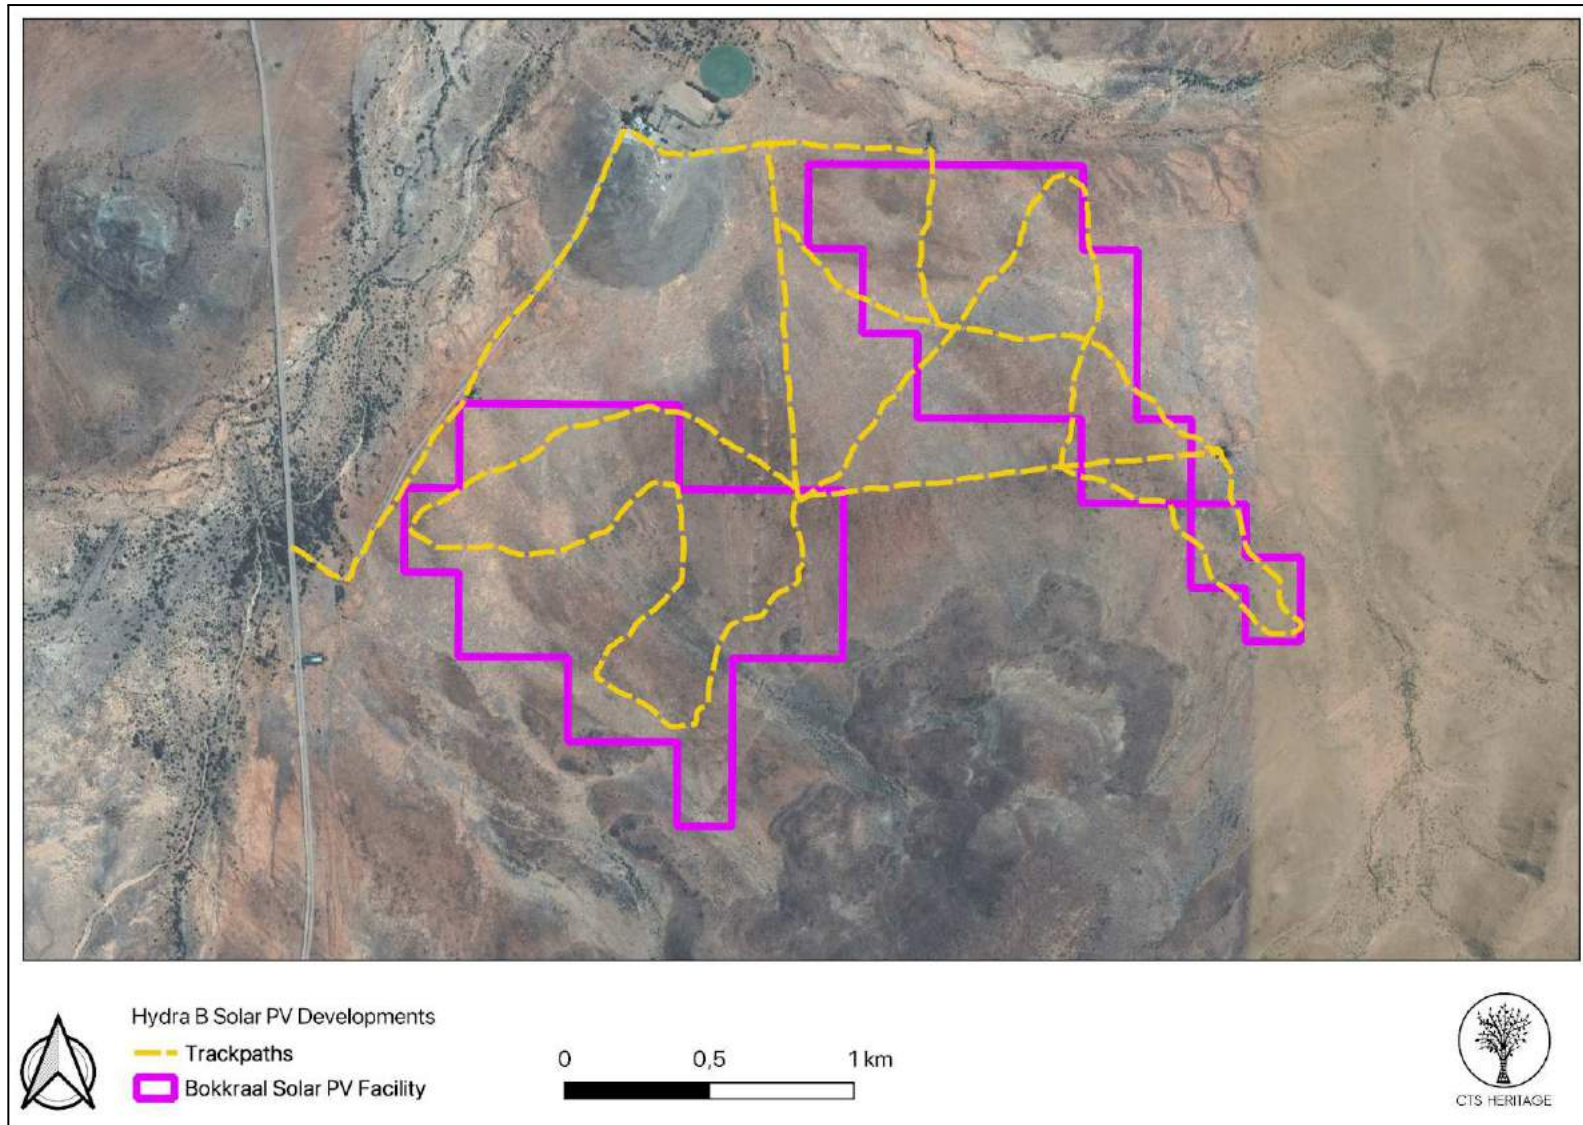 Hydra B Solar PV Developments
Trackpaths
Bokkraal Solar PV Facility
0 0,5 1 km
CTS HERITAGE